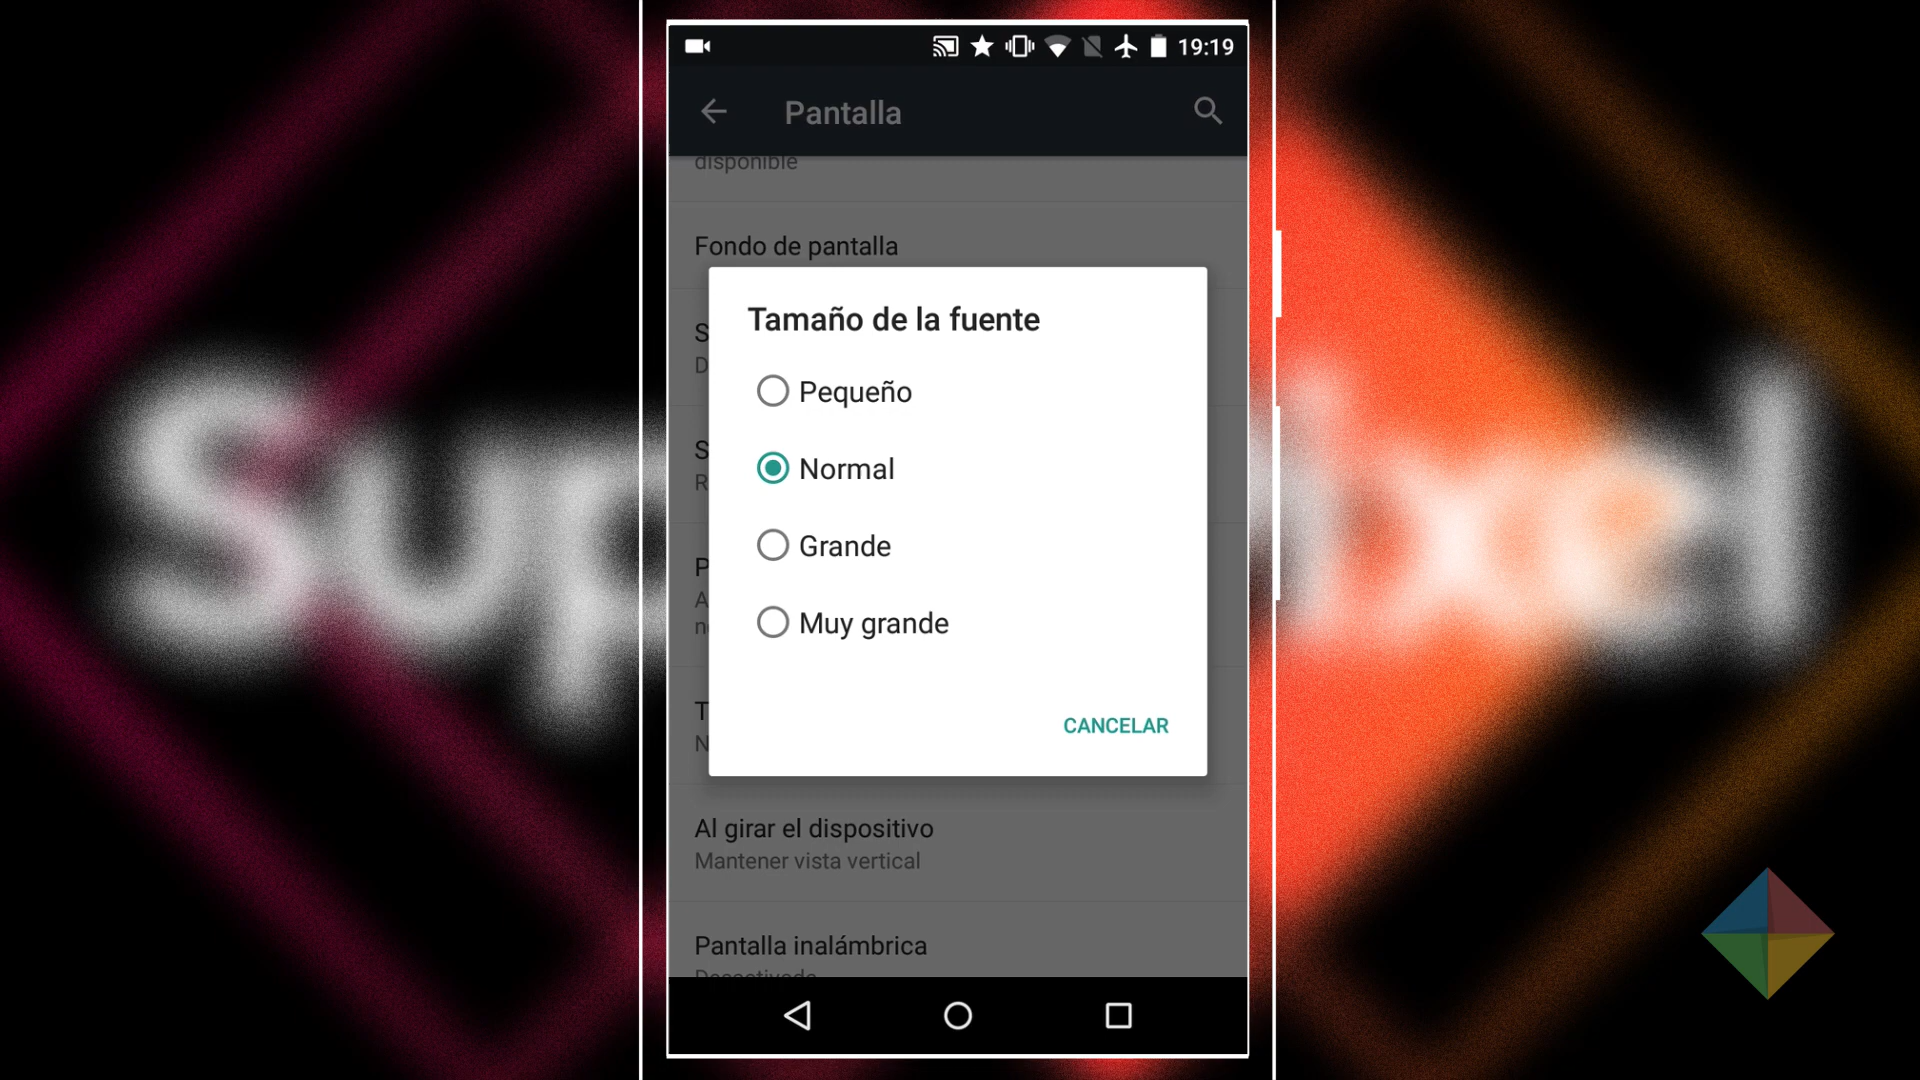 19:19
Pantalla
disponible
Fondo de pantalla
Tamaño de la fuente
Pequeño
Normal
Grande
Muy grande
CANCELAR
Al girar el dispositivo
Mantener vista vertical
Pantalla inalámbrica